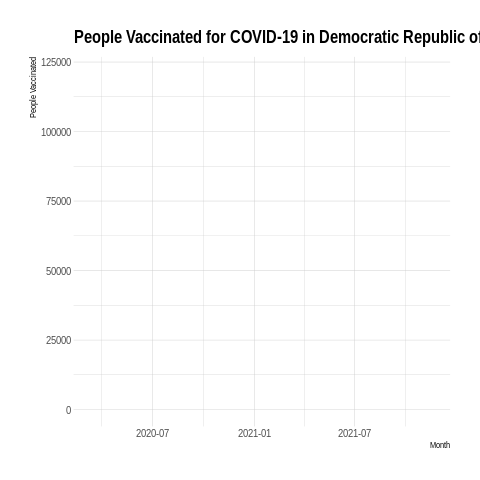 People Vaccinated for COVID-19 in Democratic Republic of
People Vaccinated
125000
100000
75000
50000
25000
0
2020-07 2021-01 2021-07
Month